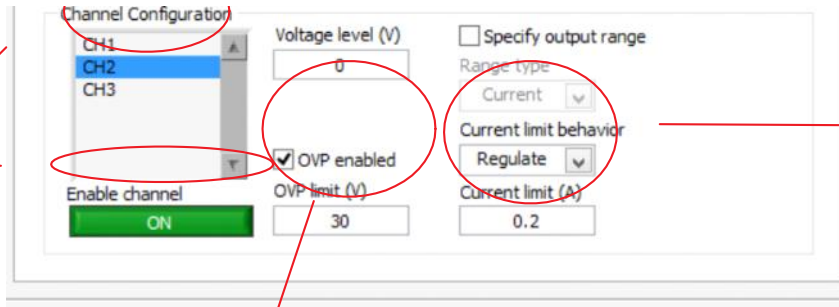 Channel Configuration
CH1
CH2
CH3
Enable channel
ON
Voltage level (V)
0
OVP enabled
OVP limit (V)
30
Specify output range
Range type
Current
Current limit behavior
Regulate
Current limit (A)
0.2